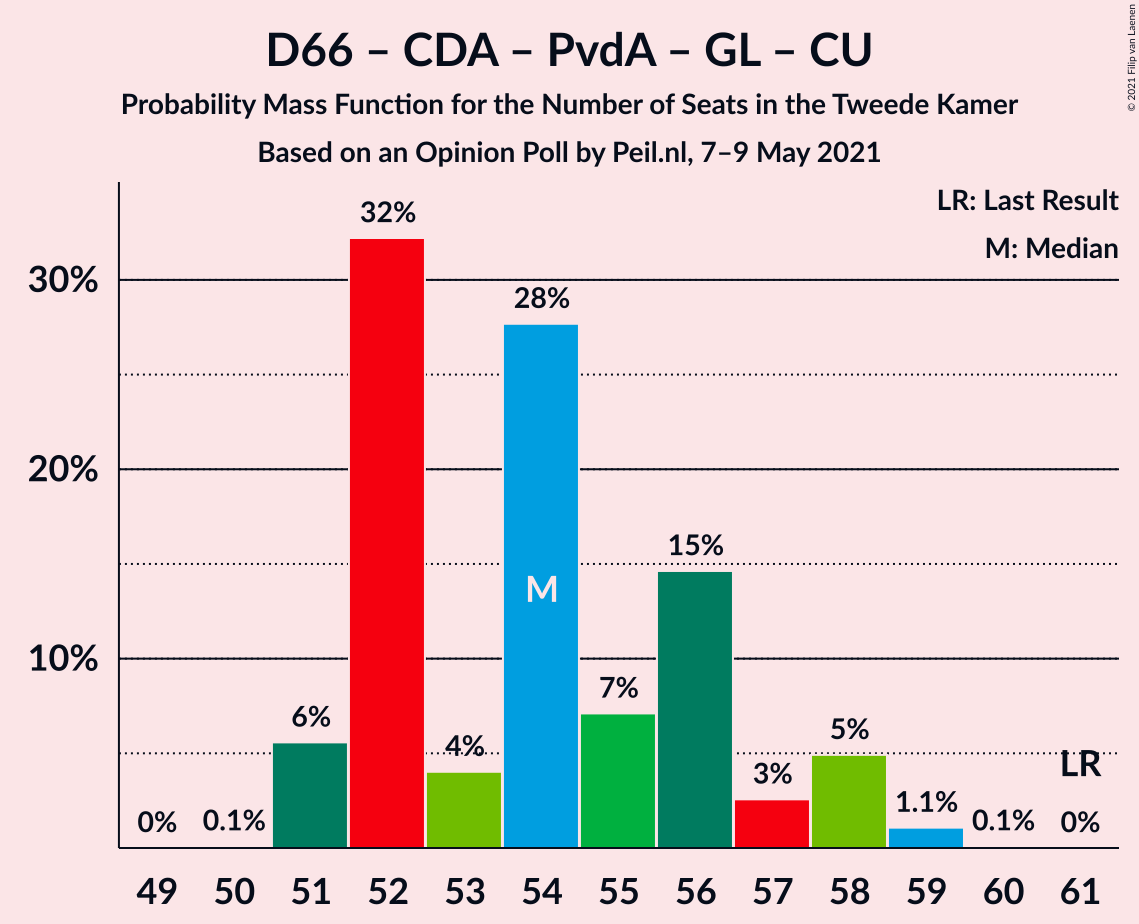 D66 – CDA – PvdA – GL – CU
Probability Mass Function for the Number of Seats in the Tweede Kamer
Based on an Opinion Poll by Peil.nl, 7–9 May 2021
© 2021 Filip van Laenen
LR: Last Result
M: Median
30%
20%
10%
0%
0.1%
6%
32%
4%
28%
M
7%
15%
3%
5%
1.1%
0.1%
LR
0%
49 50 51 52 53 54 55 56 57 58 59 60 61